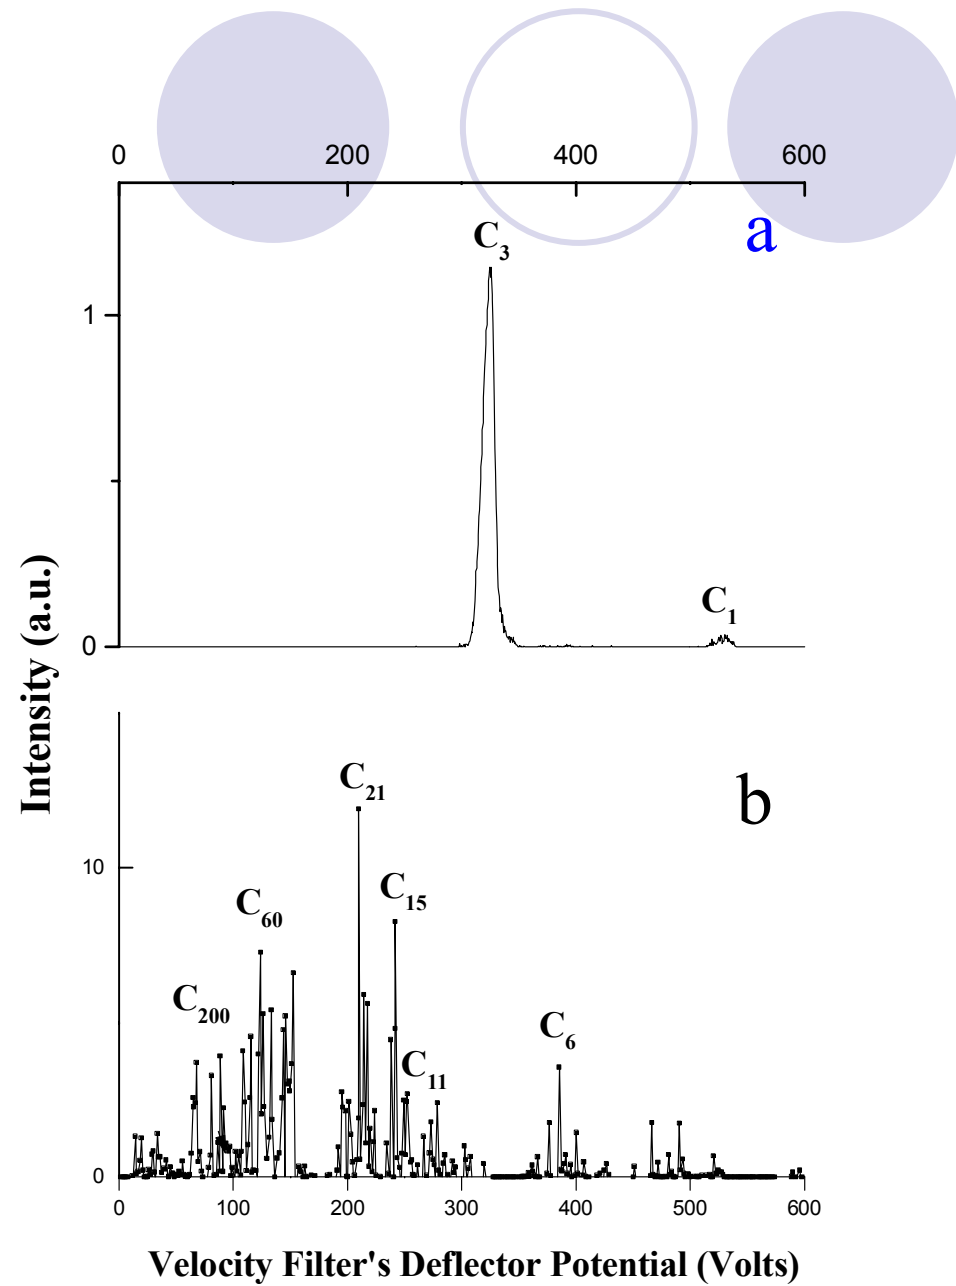 0 200 400 600
a
C3
1
C1
0
Intensity (a.u.)
C21
b
10
C15
C60
C200
C6
C11
0
0 100 200 300 400 500 600
Velocity Filter's Deflector Potential (Volts)